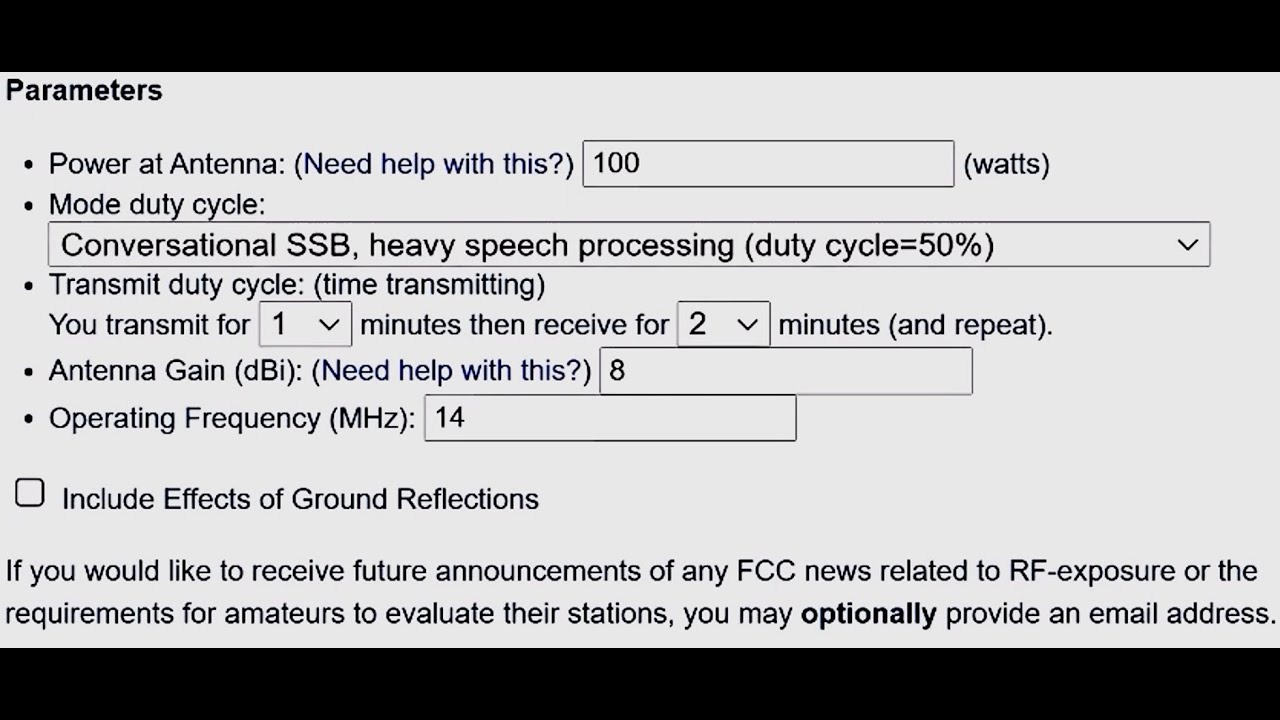 Parameters
• Power at Antenna: (Need help with this?) 100 (watts)
• Mode duty cycle:
Conversational SSB, heavy speech processing (duty cycle=50%)
• Transmit duty cycle: (time transmitting)
You transmit for 1 minutes then receive for 2 minutes (and repeat).
• Antenna Gain (dBi): (Need help with this?) 8
• Operating Frequency (MHz): 14
Include Effects of Ground Reflections
If you would like to receive future announcements of any FCC news related to RF-exposure or the
requirements for amateurs to evaluate their stations, you may optionally provide an email address.